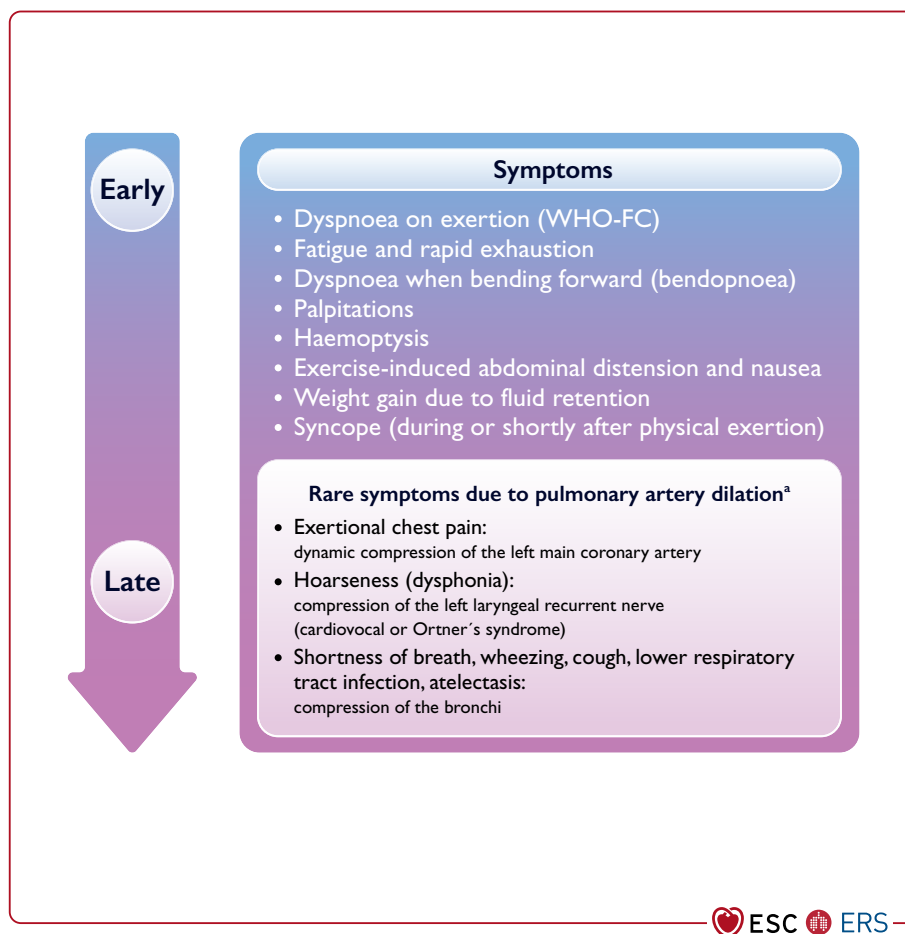 Early
Symptoms
• Dyspnoea on exertion (WHO-FC)
• Fatigue and rapid exhaustion
• Dyspnoea when bending forward (bendopnoea)
• Palpitations
• Haemoptysis
• Exercise-induced abdominal distension and nausea
• Weight gain due to fluid retention
• Syncope (during or shortly after physical exertion)
Rare symptoms due to pulmonary artery dilationᵃ
• Exertional chest pain:
dynamic compression of the left main coronary artery
Late
• Hoarseness (dysphonia):
compression of the left laryngeal recurrent nerve
(cardiovocal or Ortner´s syndrome)
• Shortness of breath, wheezing, cough, lower respiratory
tract infection, atelectasis:
compression of the bronchi
ESC ERS